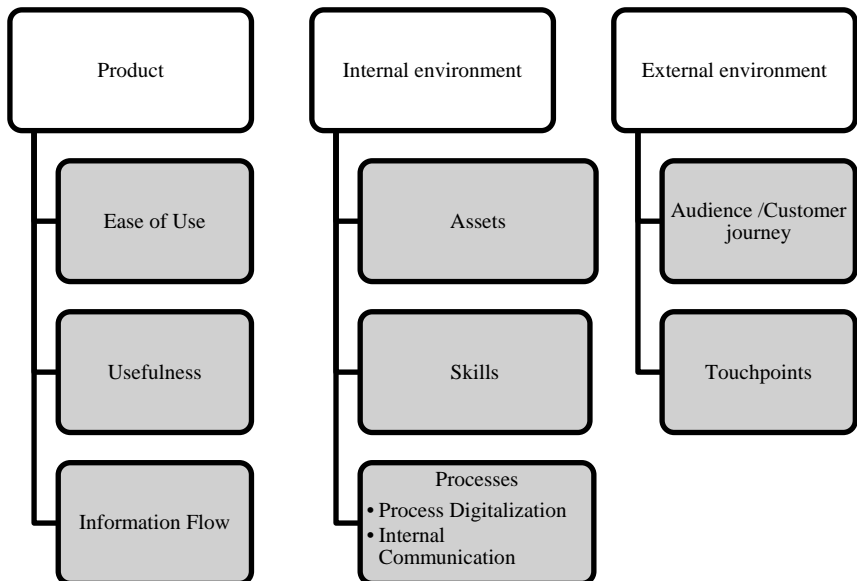 Product
Ease of Use
Usefulness
Information Flow
Internal environment
Assets
Skills
Processes
• Process Digitalization
• Internal
Communication
External environment
Audience /Customer
journey
Touchpoints